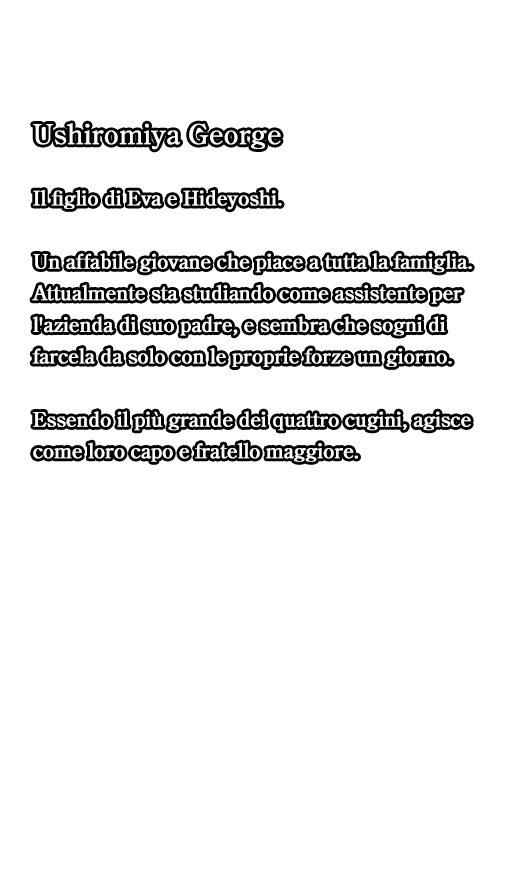 Ushiromiya George
Il figlio di Eva e Hideyoshi.
Un affabile giovane che piace a tutta la famiglia.
Attualmente sta studiando come assistente per
l'azienda di suo padre, e sembra che sogni di
farcela da solo con le proprie forze un giorno.
Essendo il più grande dei quattro cugini, agisce
come loro capo e fratello maggiore.